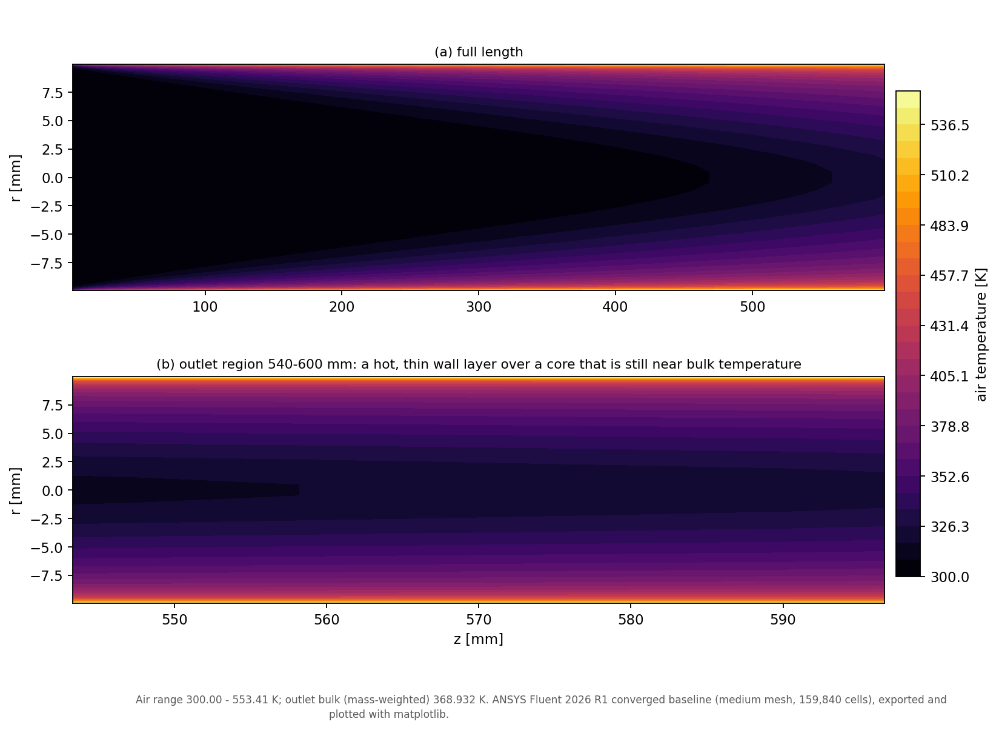 (a) full length
7.5
5.0
2.5
0.0
−2.5
−5.0
−7.5
r [mm]
100 200 300 400 500
(b) outlet region 540-600 mm: a hot, thin wall layer over a core that is still near bulk temperature
7.5
5.0
2.5
0.0
−2.5
−5.0
−7.5
r [mm]
550 560 570 580 590
z [mm]
536.5
510.2
483.9
457.7
431.4
405.1
378.8
352.6
326.3
300.0
air temperature [K]
Air range 300.00 - 553.41 K; outlet bulk (mass-weighted) 368.932 K. ANSYS Fluent 2026 R1 converged baseline (medium mesh, 159,840 cells), exported and
plotted with matplotlib.